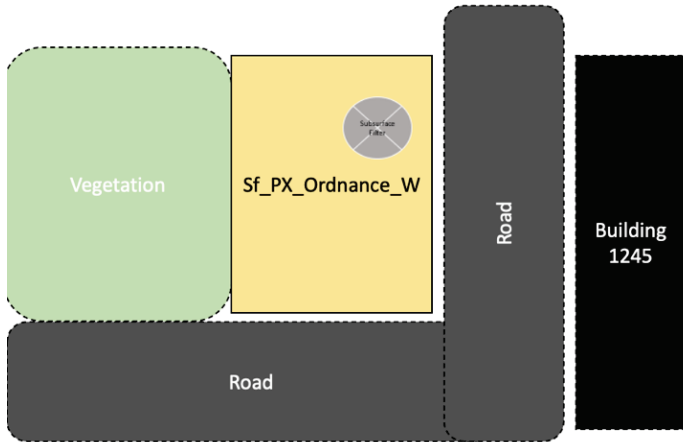 Subsurface
Filter
Vegetation
Sf_PX_Ordnance_W
Road
Building
1245
Road